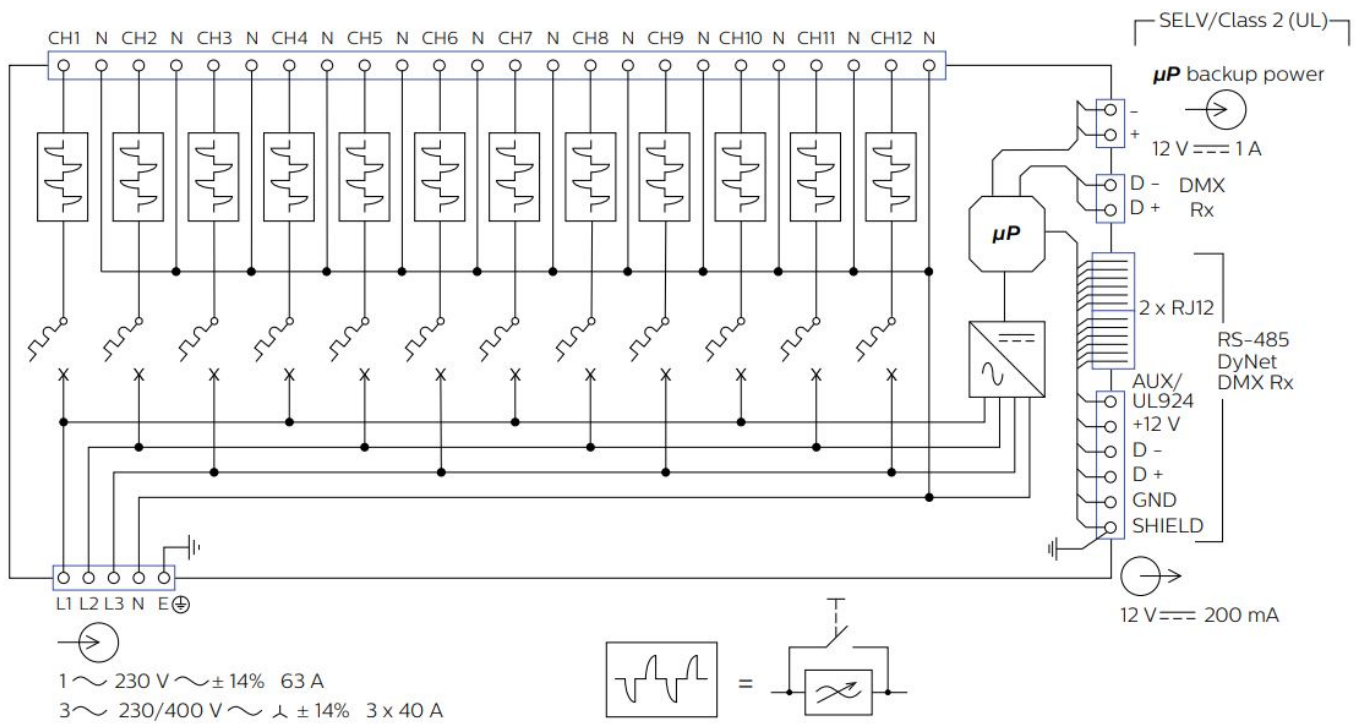 SELV/Class 2 (UL)
CH1 N CH2 N CH3 N CH4 N CH5 N CH6 N CH7 N CH8 N CH9 N CH10 N CH11 N CH12 N
µP backup power
-
+
12 V ⎓ 1 A
D - DMX
D + Rx
µP
2 x RJ12
RS-485
DyNet
DMX Rx
AUX/
UL924
+12 V
D -
D +
GND
SHIELD
L1 L2 L3 N E
12 V ⎓ 200 mA
1 ∼ 230 V ∼ ± 14% 63 A
3 ∼ 230/400 V ∼ ⅄ ± 14% 3 x 40 A
=